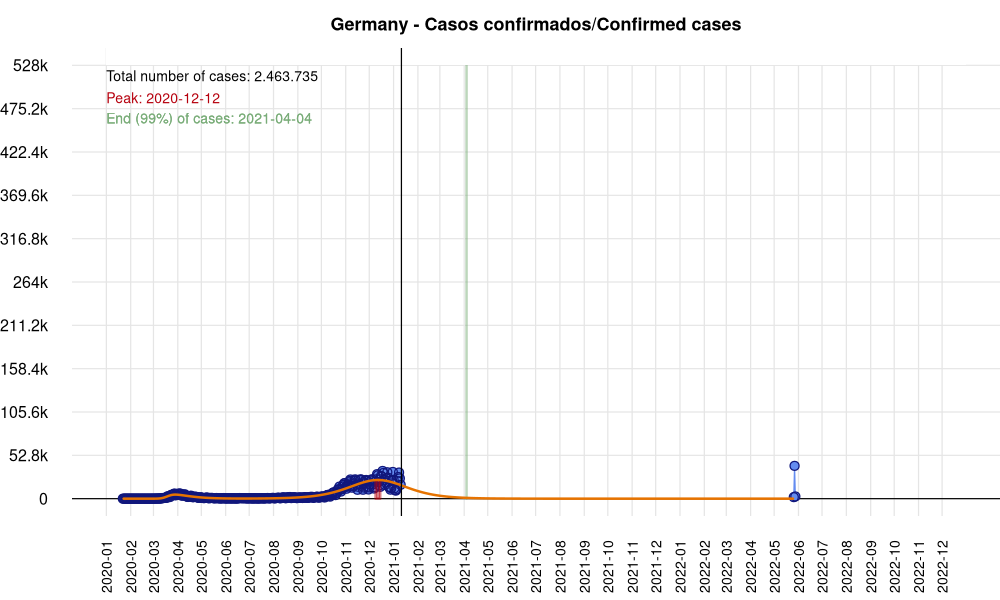 Germany - Casos confirmados/Confirmed cases
Total number of cases: 2.463.735
Peak: 2020-12-12
End (99%) of cases: 2021-04-04
528k
475.2k
422.4k
369.6k
316.8k
264k
211.2k
158.4k
105.6k
52.8k
0
2020-01
2020-02
2020-03
2020-04
2020-05
2020-06
2020-07
2020-08
2020-09
2020-10
2020-11
2020-12
2021-01
2021-02
2021-03
2021-04
2021-05
2021-06
2021-07
2021-08
2021-09
2021-10
2021-11
2021-12
2022-01
2022-02
2022-03
2022-04
2022-05
2022-06
2022-07
2022-08
2022-09
2022-10
2022-11
2022-12